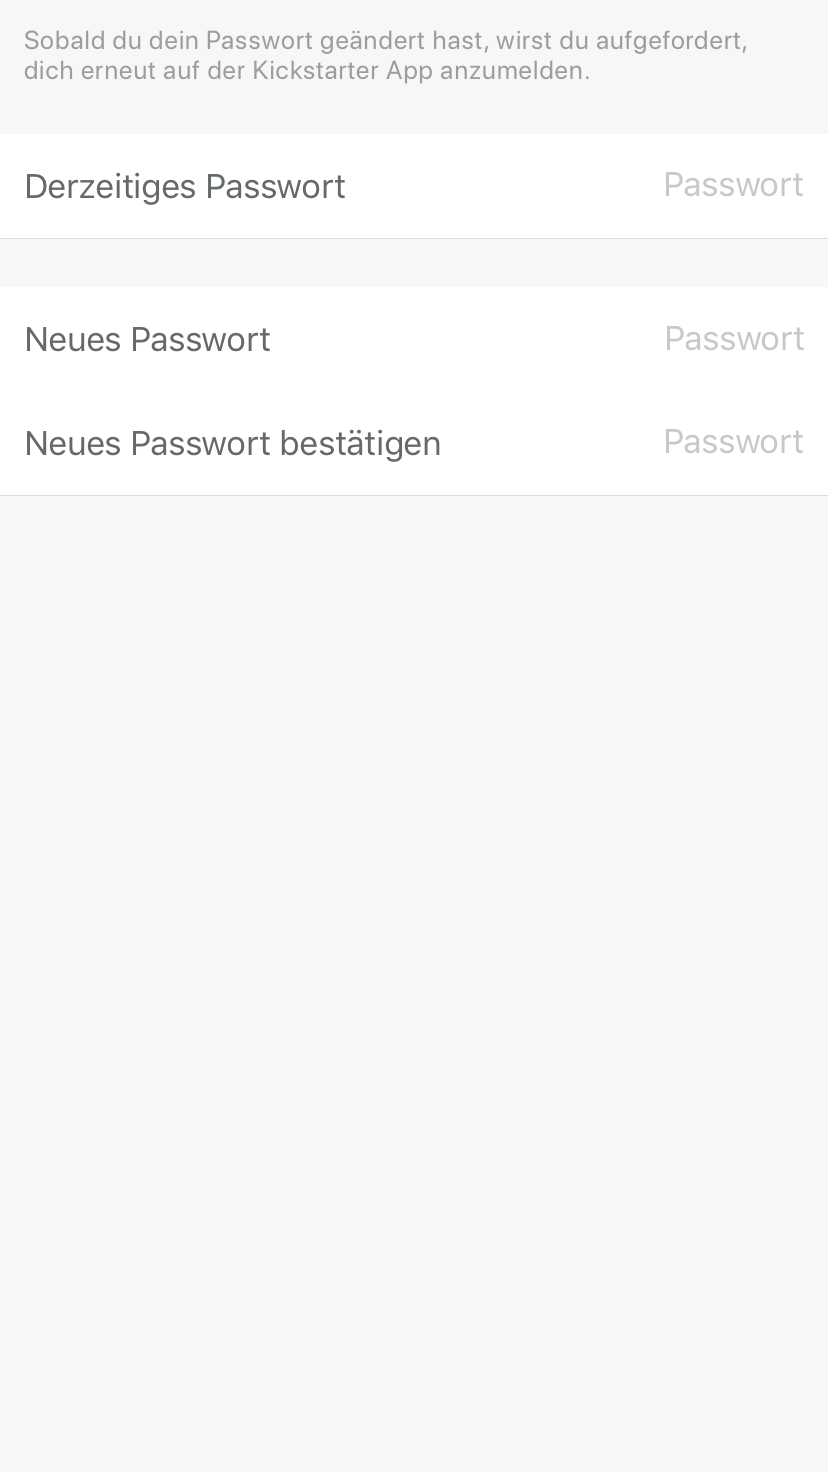 Sobald du dein Passwort geändert hast, wirst du aufgefordert,
dich erneut auf der Kickstarter App anzumelden.
Derzeitiges Passwort Passwort
Neues Passwort Passwort
Neues Passwort bestätigen Passwort